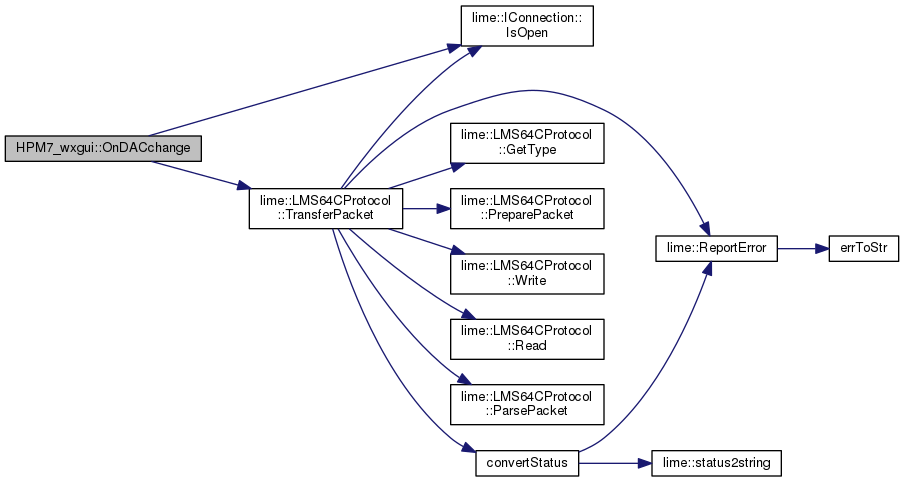 lime::IConnection::
IsOpen
HPM7_wxgui::OnDACchange
lime::LMS64CProtocol
::GetType
lime::LMS64CProtocol
::TransferPacket
lime::LMS64CProtocol
::PreparePacket
lime::ReportError
errToStr
lime::LMS64CProtocol
::Write
lime::LMS64CProtocol
::Read
lime::LMS64CProtocol
::ParsePacket
convertStatus
lime::status2string